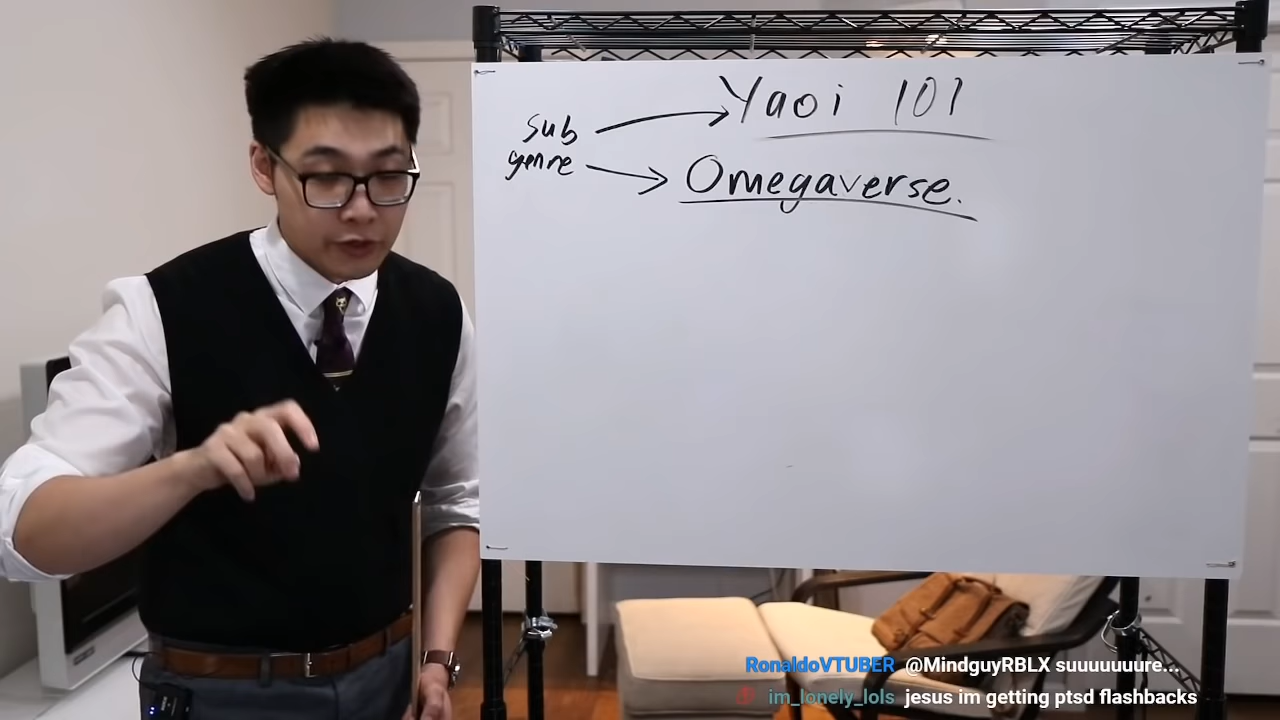 Yaoi 101
sub
genre
Omegaverse.
RonaldoVTUBER @MindguyRBLX suuuuuuure...
im_lonely_lols jesus im getting ptsd flashbacks